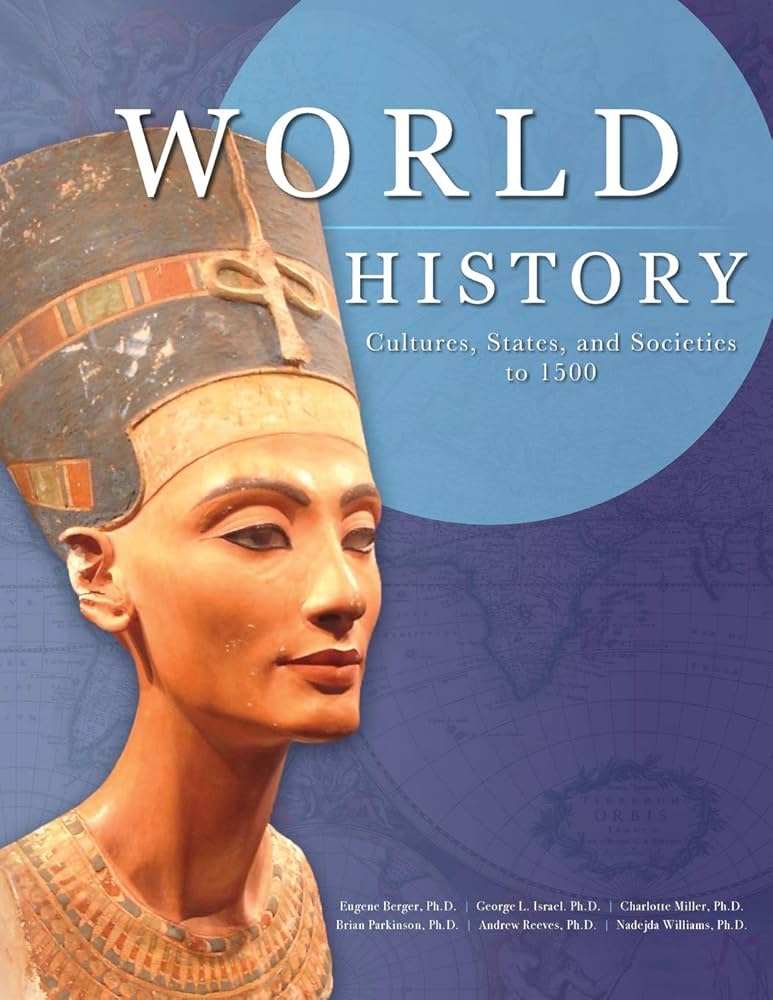 WORLD
HISTORY
Cultures, States, and Societies
to 1500
ORBIS
Eugene Berger, Ph.D. | George L. Israel. Ph.D. | Charlotte Miller, Ph.D.
Brian Parkinson, Ph.D. | Andrew Reeves, Ph.D. | Nadejda Williams, Ph.D.